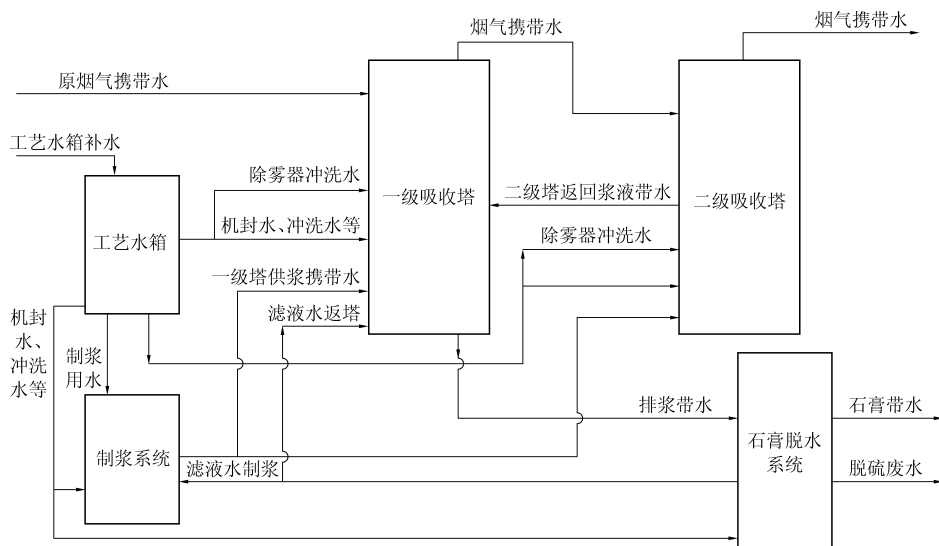 烟气携带水
烟气携带水
原烟气携带水
工艺水箱补水
除雾器冲洗水
一级吸收塔
二级塔返回浆液带水
二级吸收塔
工艺水箱
机封水、冲洗水等
除雾器冲洗水
一级塔供浆携带水
滤液水返塔
机封
水、
冲洗
水等
制浆
用水
排浆带水
石膏带水
石膏脱水
系统
制浆系统
滤液水制浆
脱硫废水